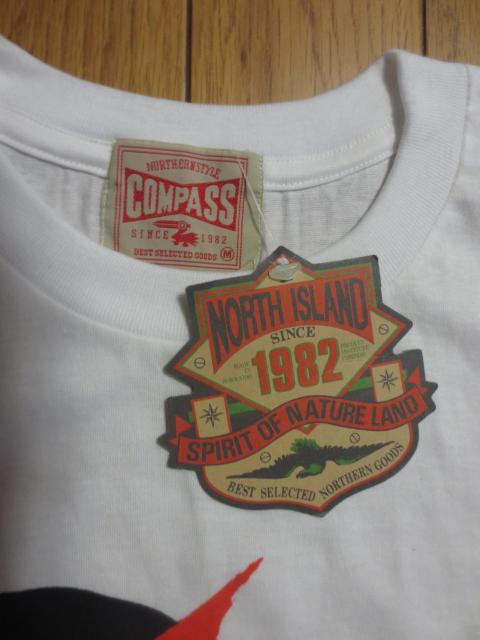 NORTHERNSTYLE
COMPASS
SINCE 1982
BEST SELECTED GOODS M
NORTH ISLAND
SINCE
1982
SPIRIT OF NATURE LAND
BEST SELECTED NORTHERN GOODS